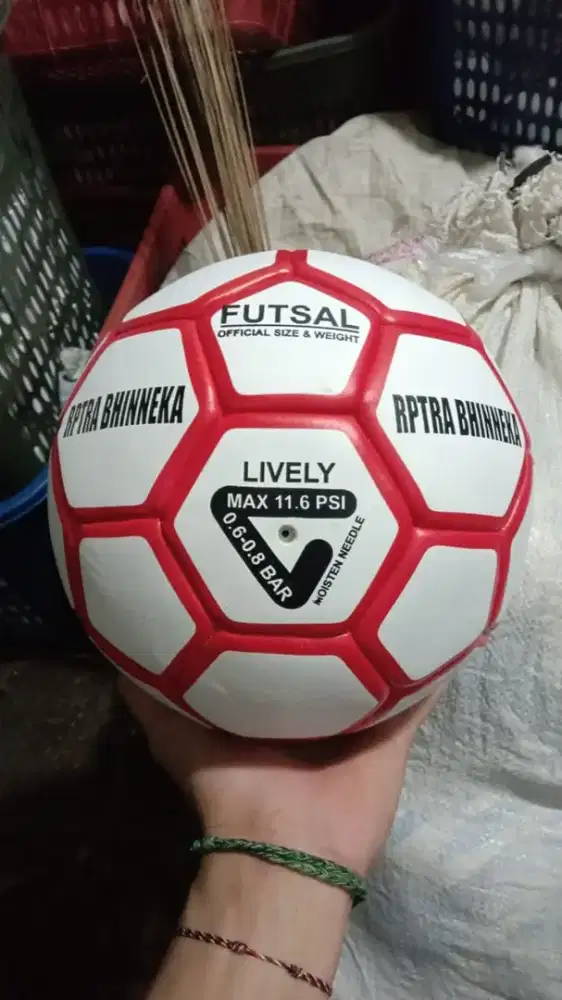 FUTSAL
OFFICIAL SIZE & WEIGHT
RPTRA BHINNEKA
RPTRA BHINNEKA
LIVELY
MAX 11.6 PSI
0.6-0.8 BAR
MOISTEN NEEDLE